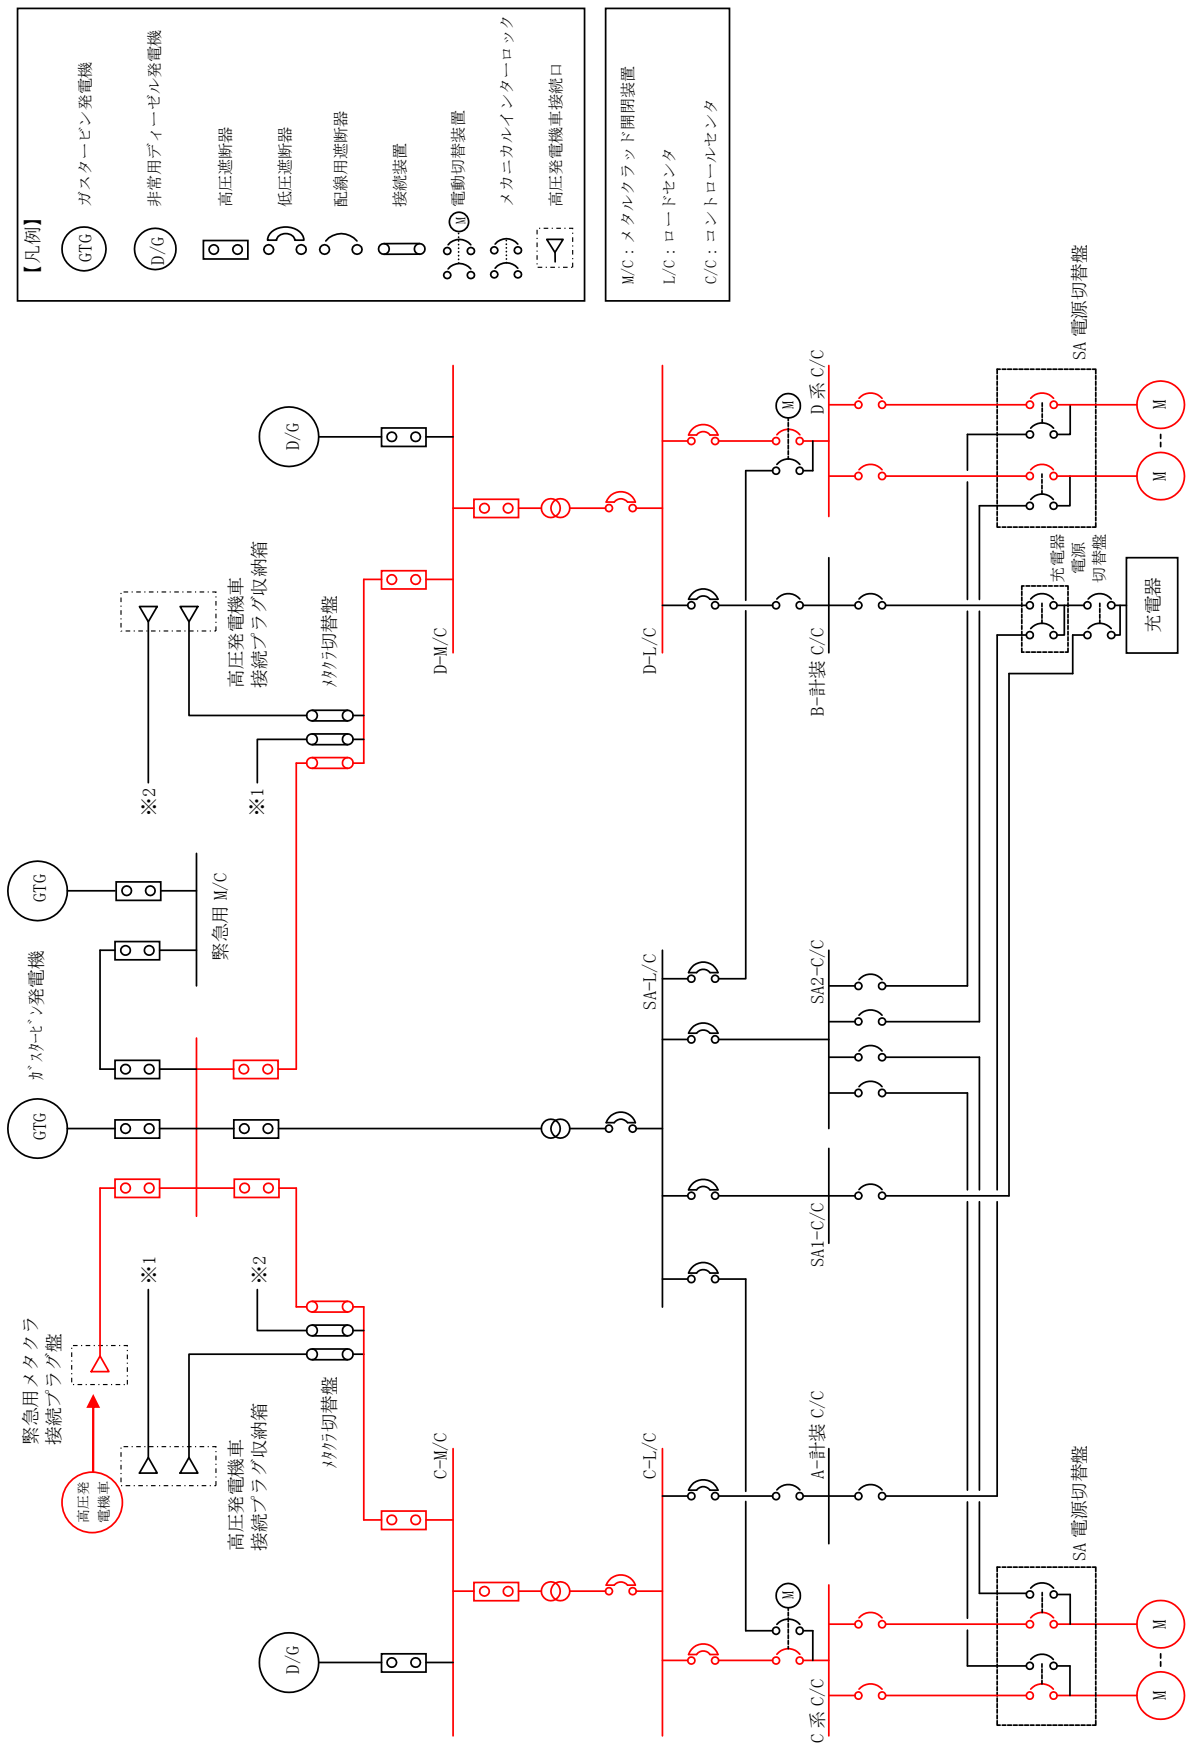 【凡例】
GTG ガスタービン発電機
D/G 非常用ディーゼル発電機
高圧遮断器
低圧遮断器
配線用遮断器
接続装置
M 電動切替装置
メカニカルインターロック
高圧発電機車接続口
M/C：メタルクラッド開閉装置
L/C：ロードセンタ
C/C：コントロールセンタ
高圧発
電機車
緊急用メタクラ
接続プラグ盤
GTG
ｶﾞｽﾀｰﾋﾞﾝ発電機
GTG
緊急用 M/C
※1
※2
※2
※1
高圧発電機車
接続プラグ収納箱
高圧発電機車
接続プラグ収納箱
ﾒﾀｸﾗ切替盤
ﾒﾀｸﾗ切替盤
D/G
D/G
C-M/C
D-M/C
C-L/C
SA-L/C
D-L/C
M
M
C 系 C/C
A-計装 C/C
SA1-C/C
SA2-C/C
B-計装 C/C
D 系 C/C
SA 電源切替盤
充電器
電源
切替盤
SA 電源切替盤
M
M
充電器
M
M